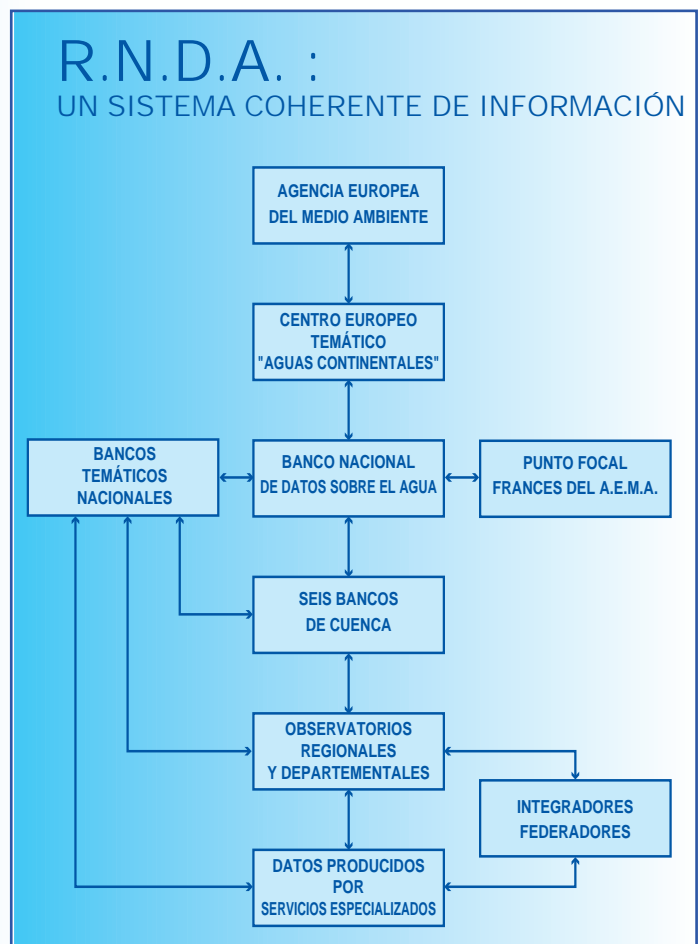 R.N.D.A. :
UN SISTEMA COHERENTE DE INFORMACIÓN
AGENCIA EUROPEA
DEL MEDIO AMBIENTE
CENTRO EUROPEO
TEMÁTICO
"AGUAS CONTINENTALES"
BANCOS
TEMÁTICOS
NACIONALES
BANCO NACIONAL
DE DATOS SOBRE EL AGUA
PUNTO FOCAL
FRANCES DEL A.E.M.A.
SEIS BANCOS
DE CUENCA
OBSERVATORIOS
REGIONALES
Y DEPARTEMENTALES
INTEGRADORES
FEDERADORES
DATOS PRODUCIDOS
POR
SERVICIOS ESPECIALIZADOS